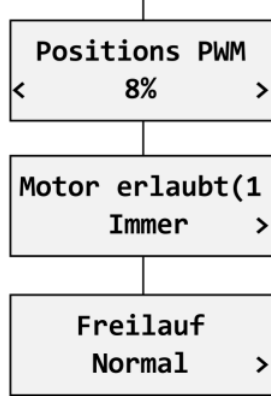 Positions PWM
< 8% >
Motor erlaubt(1
Immer >
Freilauf
Normal >